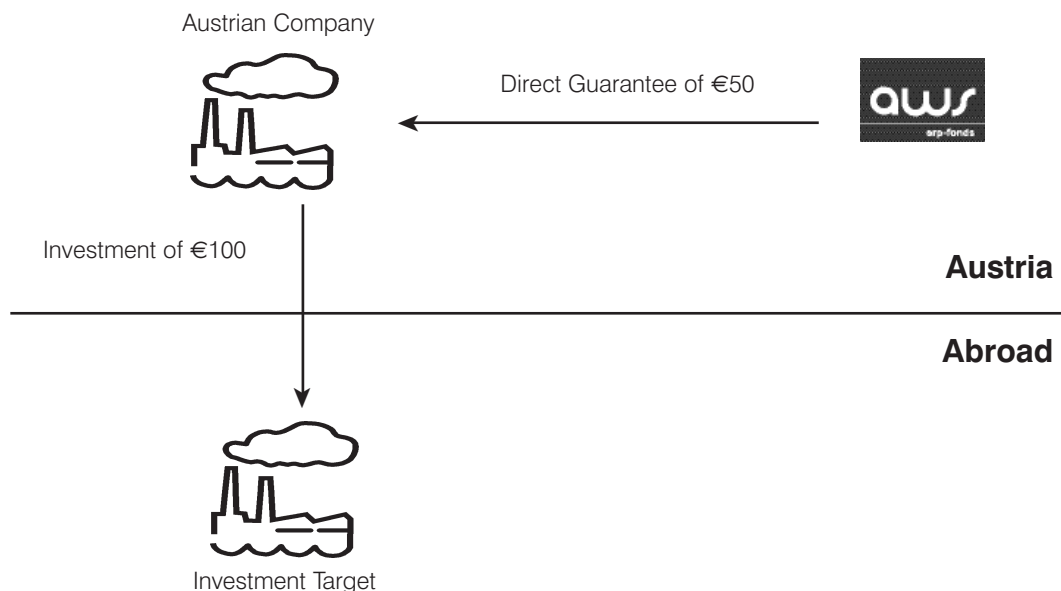 Austrian Company
Direct Guarantee of €50
aws
erp-fonds
Investment of €100
Austria
Abroad
Investment Target